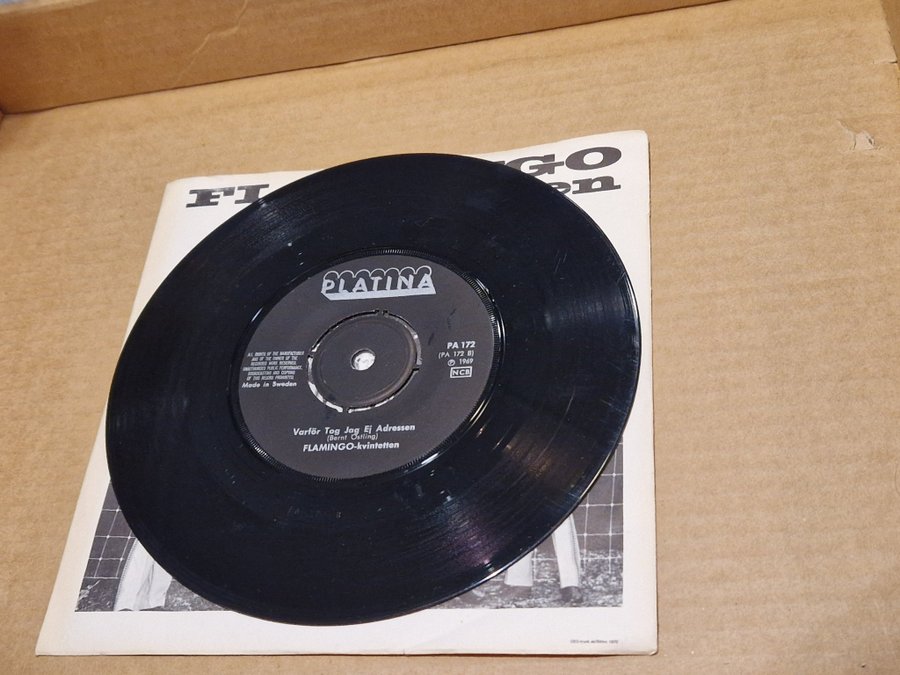 FL
GO
en
PLATINA
PA 172
(PA 172 B)
℗ 1969
NCB
ALL RIGHTS OF THE MANUFACTURER
AND OF THE OWNER OF THE
RECORDED WORK RESERVED.
UNAUTHORIZED PUBLIC PERFORMANCE,
BROADCASTING AND COPYING
OF THIS RECORD PROHIBITED.
Made in Sweden
Varför Tog Jag Ej Adressen
(Bernt Östling)
FLAMINGO-kvintetten